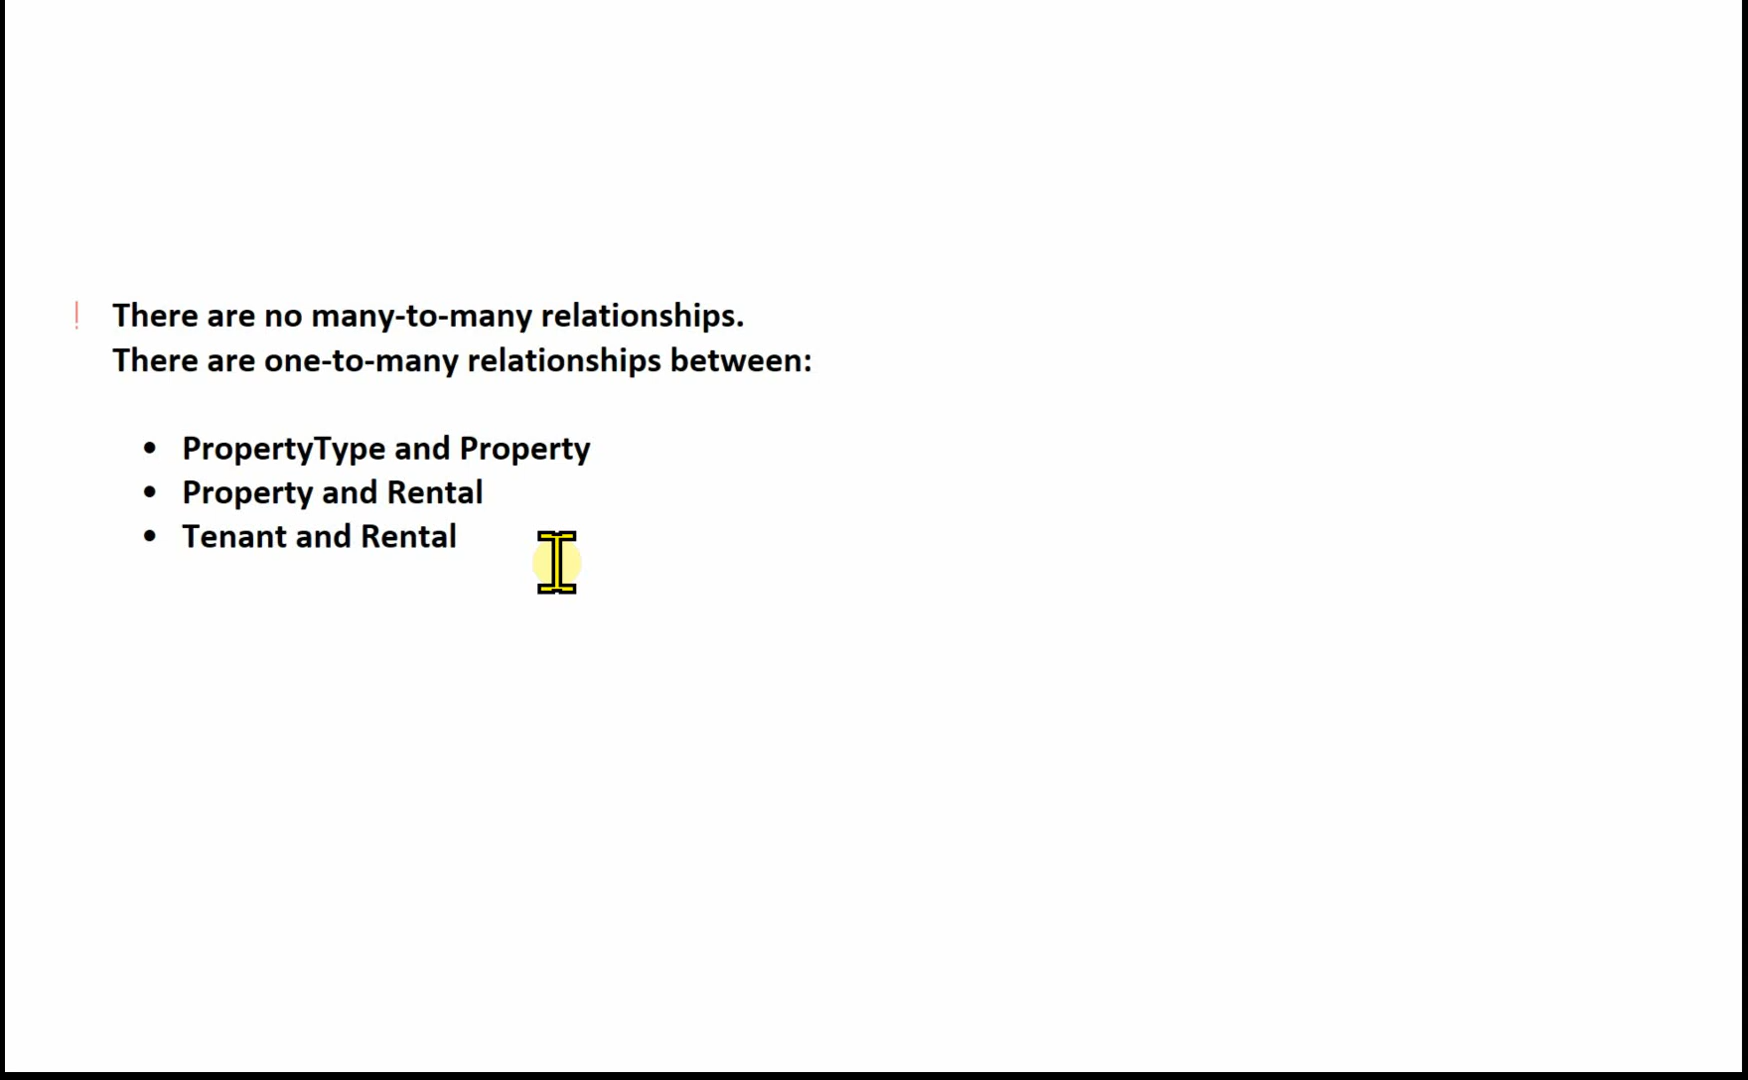 ! There are no many-to-many relationships.
There are one-to-many relationships between:
• PropertyType and Property
• Property and Rental
• Tenant and Rental